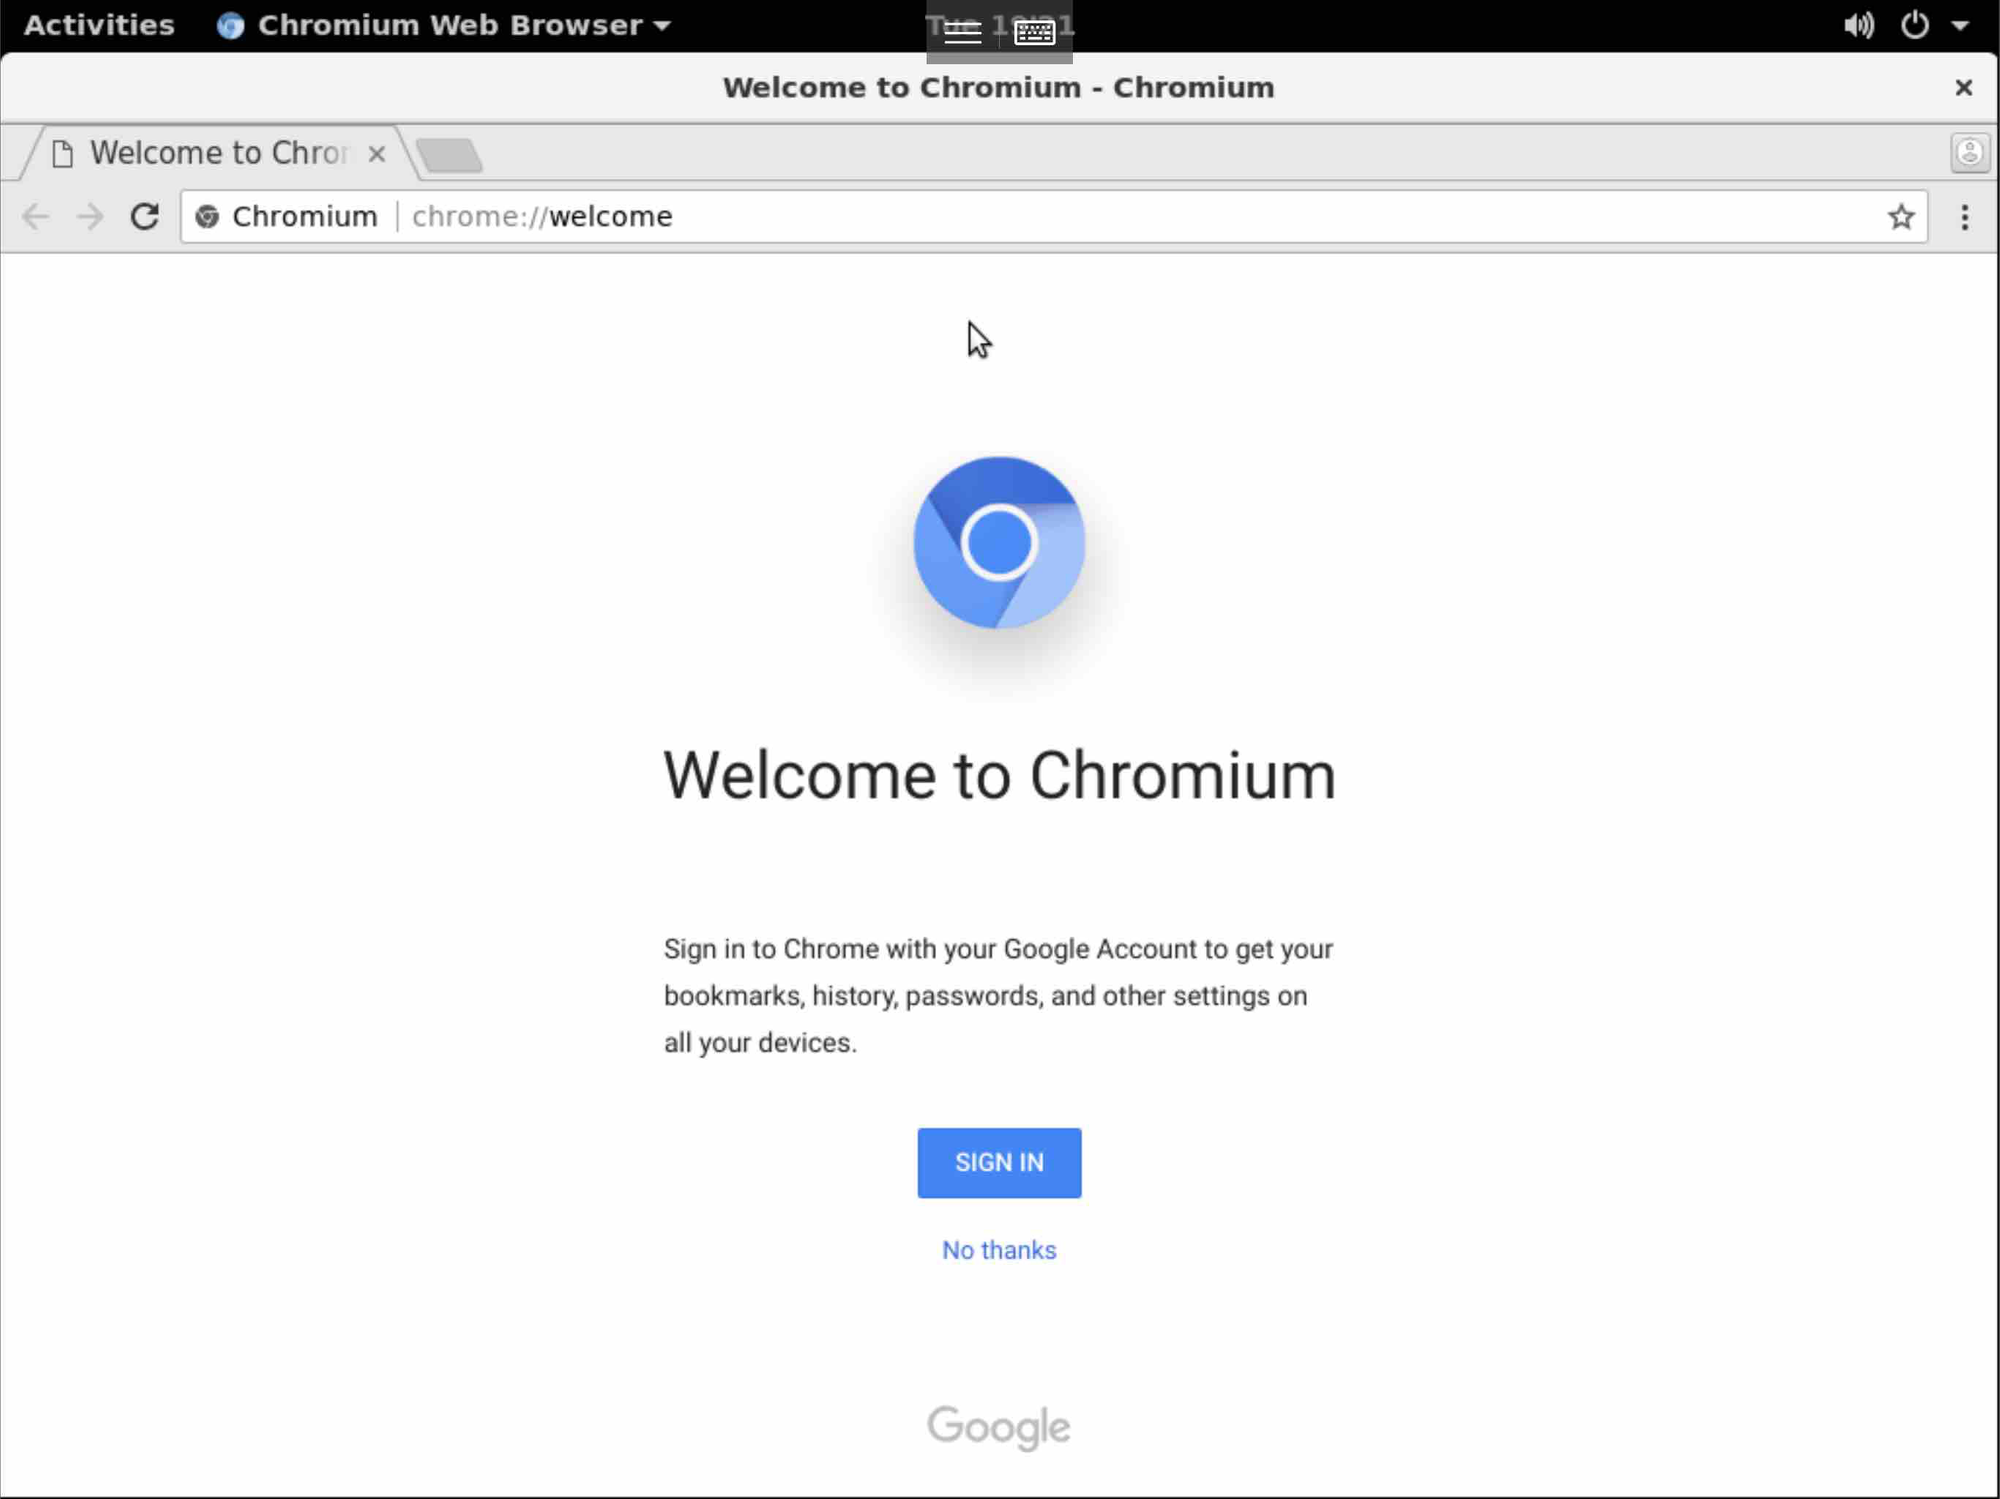 Activities Chromium Web Browser
Welcome to Chromium - Chromium
Welcome to Chro
Chromium chrome://welcome
Welcome to Chromium
Sign in to Chrome with your Google Account to get your
bookmarks, history, passwords, and other settings on
all your devices.
SIGN IN
No thanks
Google